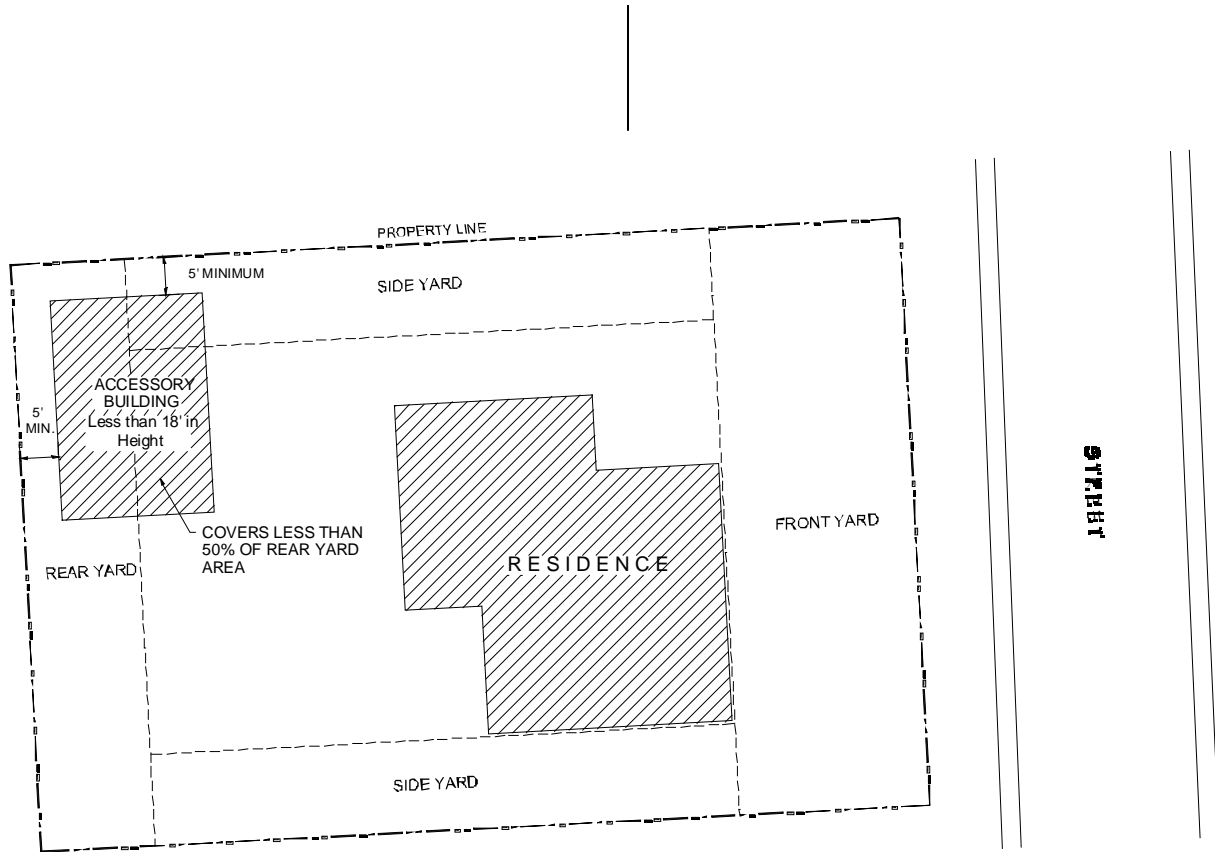 PROPERTY LINE
5' MINIMUM
SIDE YARD
ACCESSORY
BUILDING
Less than 18' in
Height
5'
MIN.
COVERS LESS THAN
50% OF REAR YARD
AREA
REAR YARD
RESIDENCE
FRONT YARD
STREET
SIDE YARD